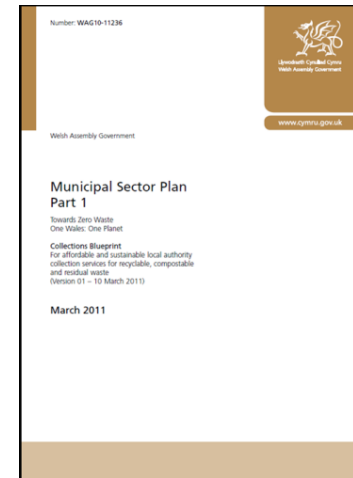 Number: WAG10-11236
Llywodraeth Cynulliad Cymru
Welsh Assembly Government
www.cymru.gov.uk
Welsh Assembly Government
Municipal Sector Plan
Part 1
Towards Zero Waste
One Wales: One Planet
Collections Blueprint
For affordable and sustainable local authority
collection services for recyclable, compostable
and residual waste
(Version 01 – 10 March 2011)
March 2011